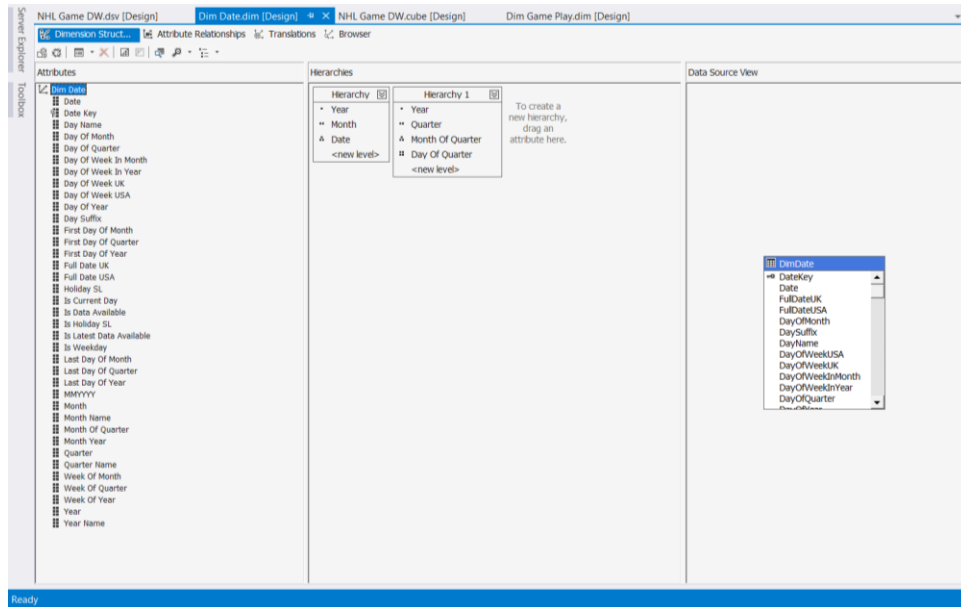 Server Explorer
Toolbox
NHL Game DW.dsv [Design]
Dim Date.dim [Design]
NHL Game DW.cube [Design]
Dim Game Play.dim [Design]
Dimension Struct...
Attribute Relationships
Translations
Browser
Attributes
Dim Date
Date
Date Key
Day Name
Day Of Month
Day Of Quarter
Day Of Week In Month
Day Of Week In Year
Day Of Week UK
Day Of Week USA
Day Of Year
Day Suffix
First Day Of Month
First Day Of Quarter
First Day Of Year
Full Date UK
Full Date USA
Holiday SL
Is Current Day
Is Data Available
Is Holiday SL
Is Latest Data Available
Is Weekday
Last Day Of Month
Last Day Of Quarter
Last Day Of Year
MMYYYY
Month
Month Name
Month Of Quarter
Month Year
Quarter
Quarter Name
Week Of Month
Week Of Quarter
Week Of Year
Year
Year Name
Hierarchies
Hierarchy
Year
Month
Date
<new level>
Hierarchy 1
Year
Quarter
Month Of Quarter
Day Of Quarter
<new level>
To create a
new hierarchy,
drag an
attribute here.
Data Source View
DimDate
DateKey
Date
FullDateUK
FullDateUSA
DayOfMonth
DaySuffix
DayName
DayOfWeekUSA
DayOfWeekUK
DayOfWeekInMonth
DayOfWeekInYear
DayOfQuarter
DayOfYear
Ready